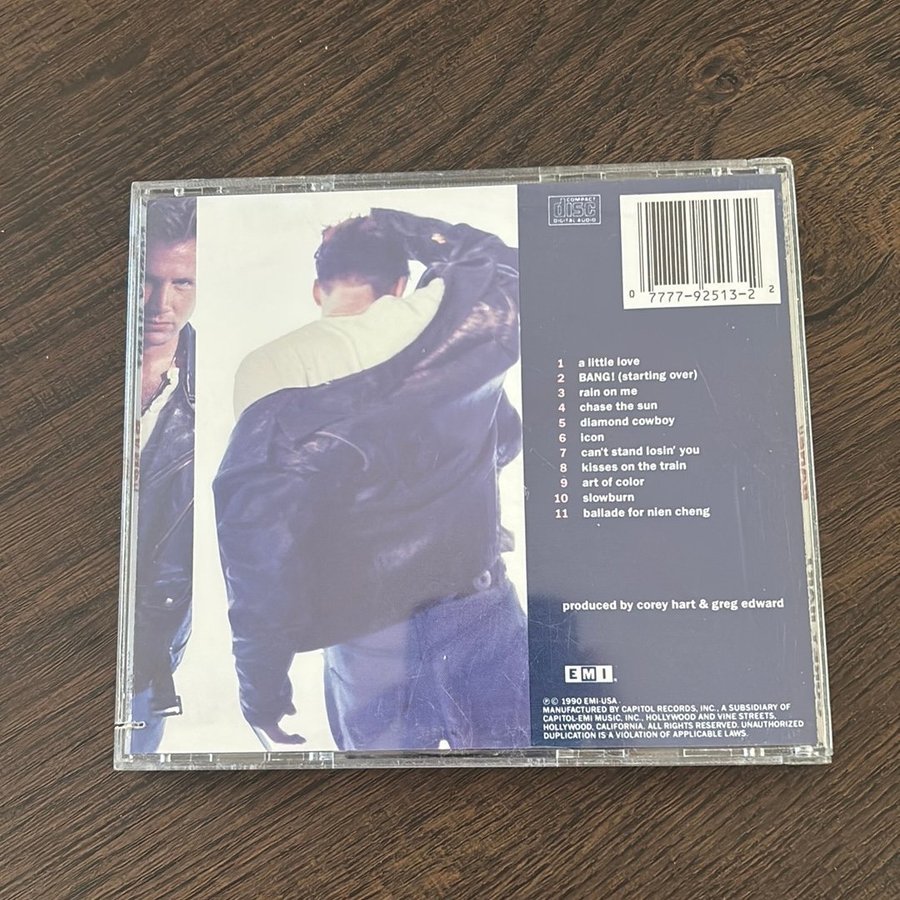 COMPACT
disc
DIGITAL AUDIO
0 7777-92513-2 2
1 a little love
2 BANG! (starting over)
3 rain on me
4 chase the sun
5 diamond cowboy
6 icon
7 can't stand losin' you
8 kisses on the train
9 art of color
10 slowburn
11 ballade for nien cheng
produced by corey hart & greg edward
EMI
℗© 1990 EMI-USA
MANUFACTURED BY CAPITOL RECORDS, INC., A SUBSIDIARY OF
CAPITOL-EMI MUSIC, INC., HOLLYWOOD AND VINE STREETS,
HOLLYWOOD, CALIFORNIA. ALL RIGHTS RESERVED. UNAUTHORIZED
DUPLICATION IS A VIOLATION OF APPLICABLE LAWS.